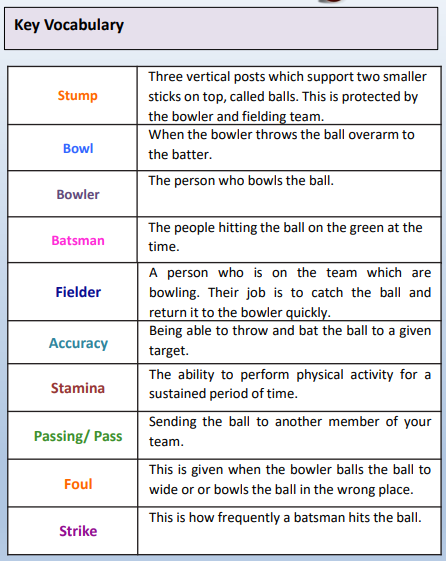 Key Vocabulary
Stump
Three vertical posts which support two smaller
sticks on top, called balls. This is protected by
the bowler and fielding team.
Bowl
When the bowler throws the ball overarm to
the batter.
Bowler
The person who bowls the ball.
Batsman
The people hitting the ball on the green at the
time.
Fielder
A person who is on the team which are
bowling. Their job is to catch the ball and
return it to the bowler quickly.
Accuracy
Being able to throw and bat the ball to a given
target.
Stamina
The ability to perform physical activity for a
sustained period of time.
Passing/ Pass
Sending the ball to another member of your
team.
Foul
This is given when the bowler balls the ball to
wide or or bowls the ball in the wrong place.
Strike
This is how frequently a batsman hits the ball.